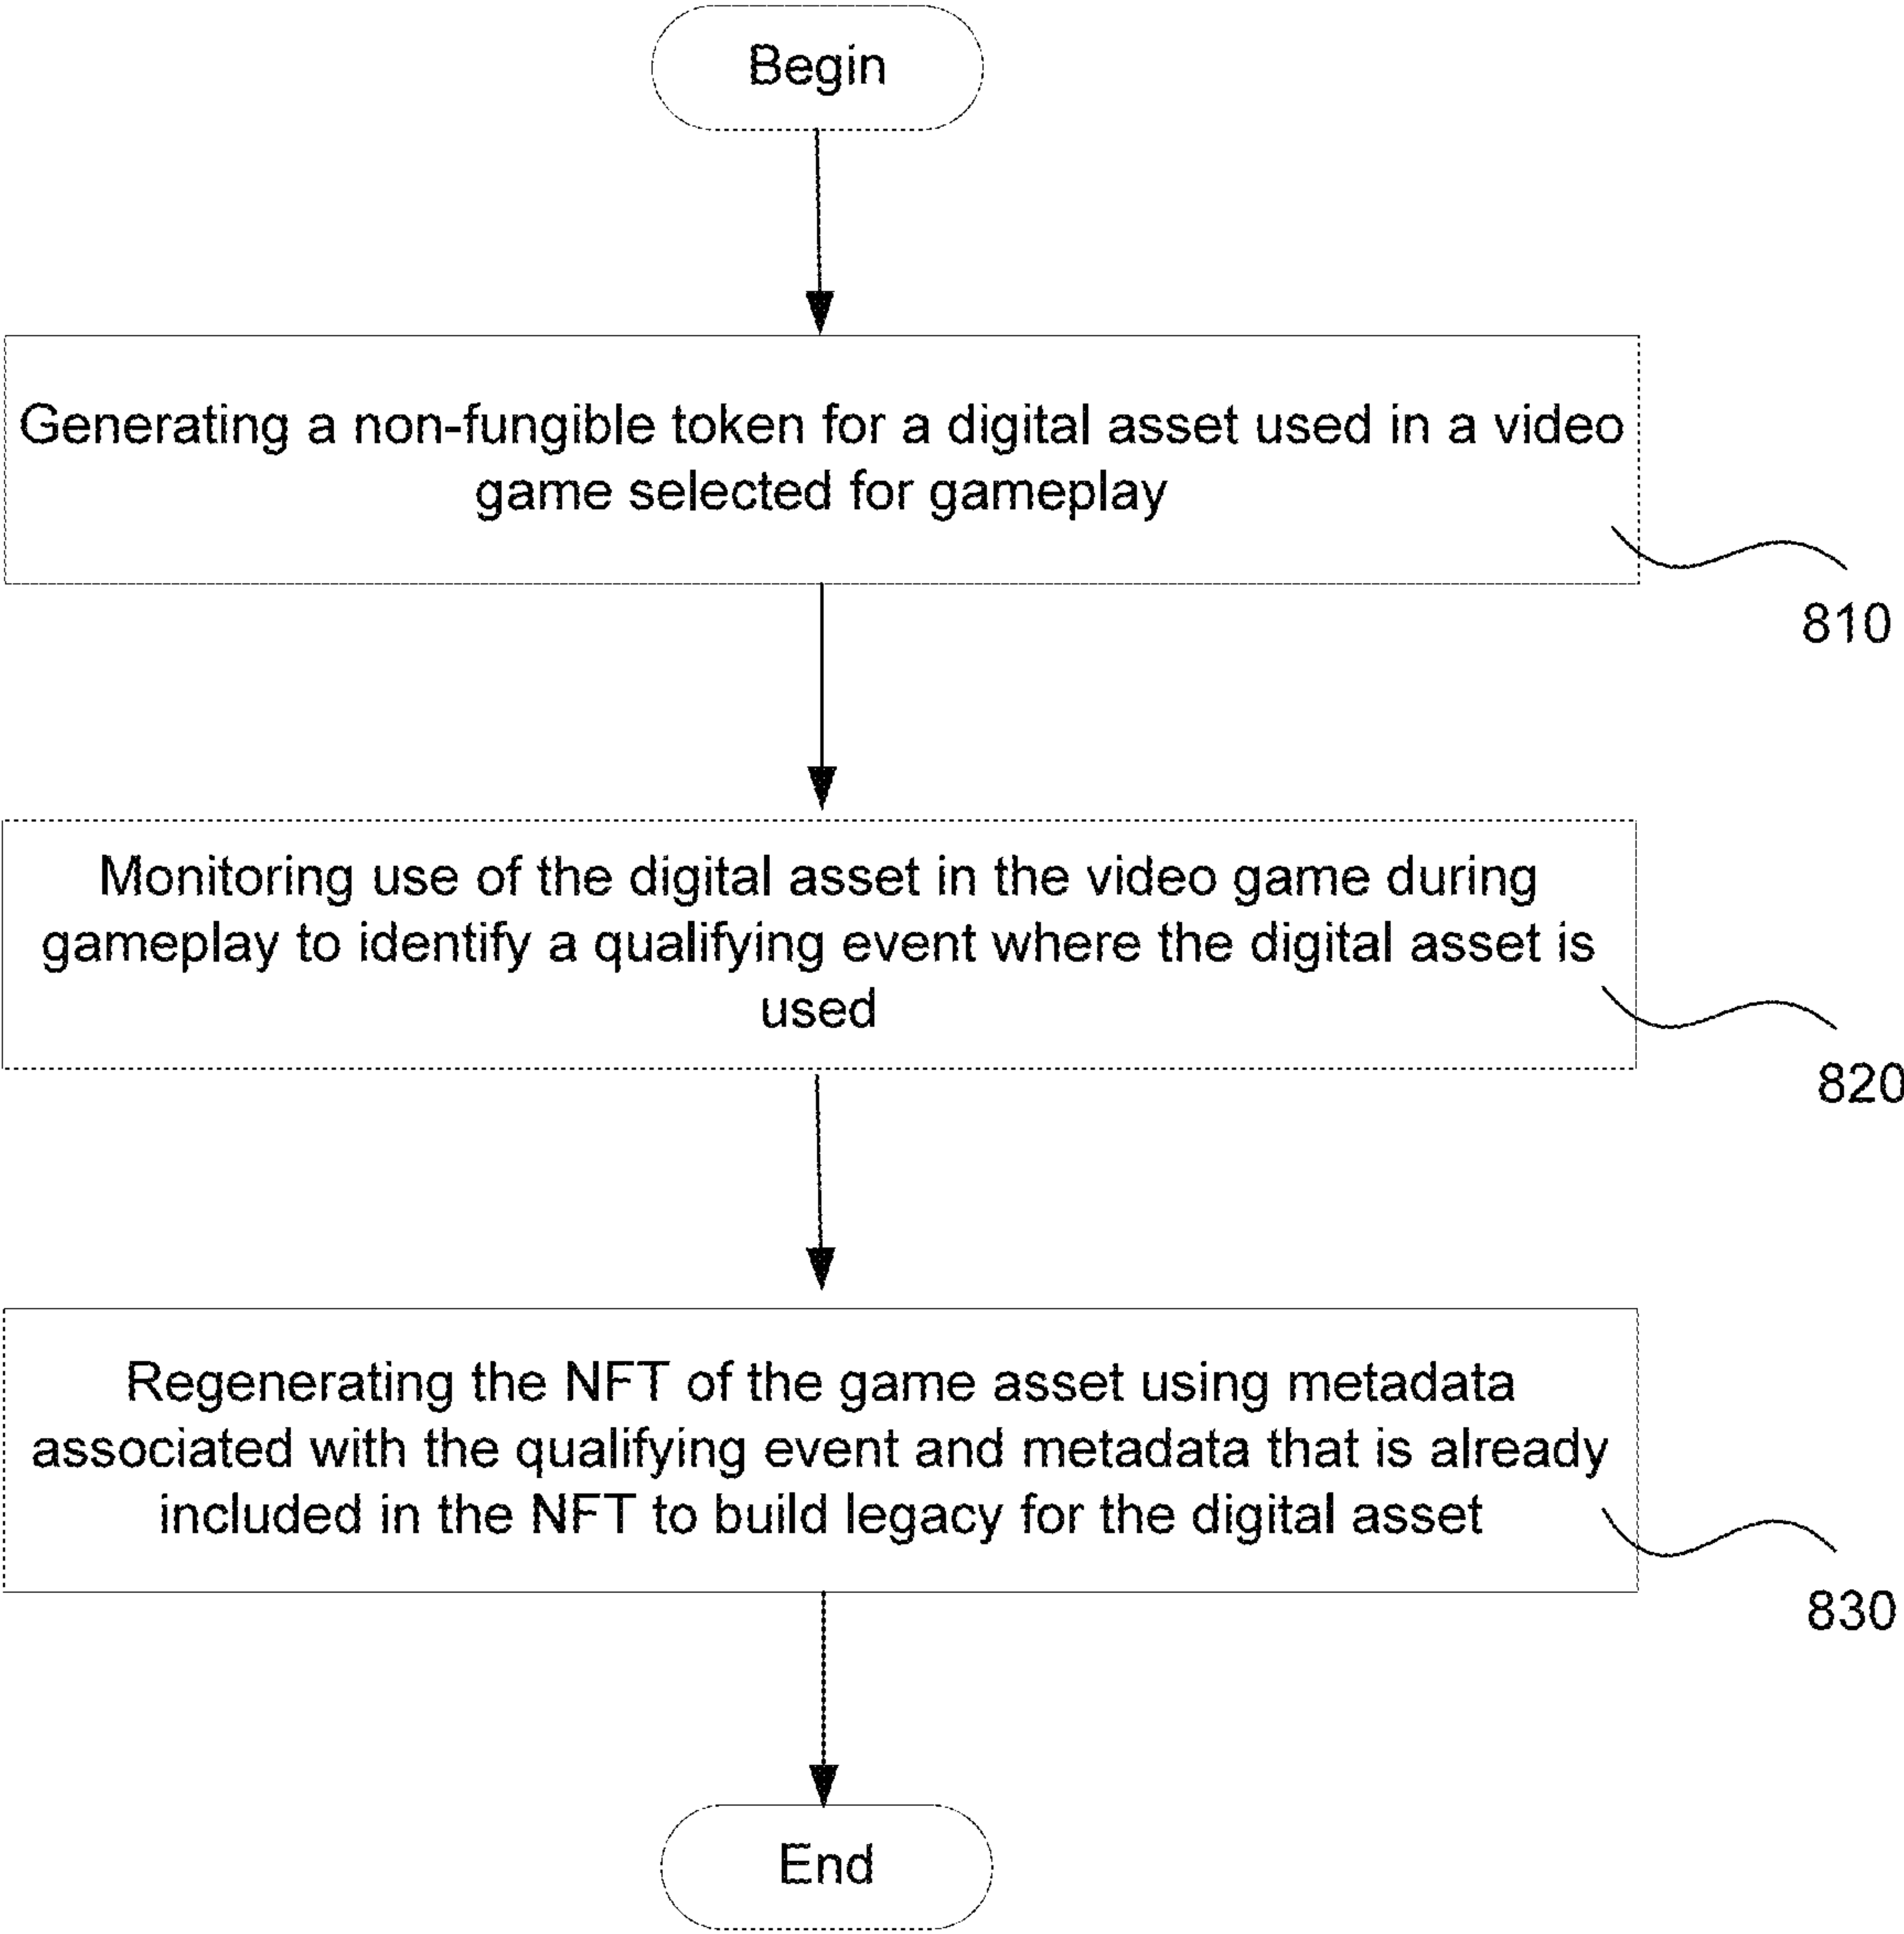 Begin
Generating a non-fungible token for a digital asset used in a video
game selected for gameplay
810
Monitoring use of the digital asset in the video game during
gameplay to identify a qualifying event where the digital asset is
used
820
Regenerating the NFT of the game asset using metadata
associated with the qualifying event and metadata that is already
included in the NFT to build legacy for the digital asset
830
End